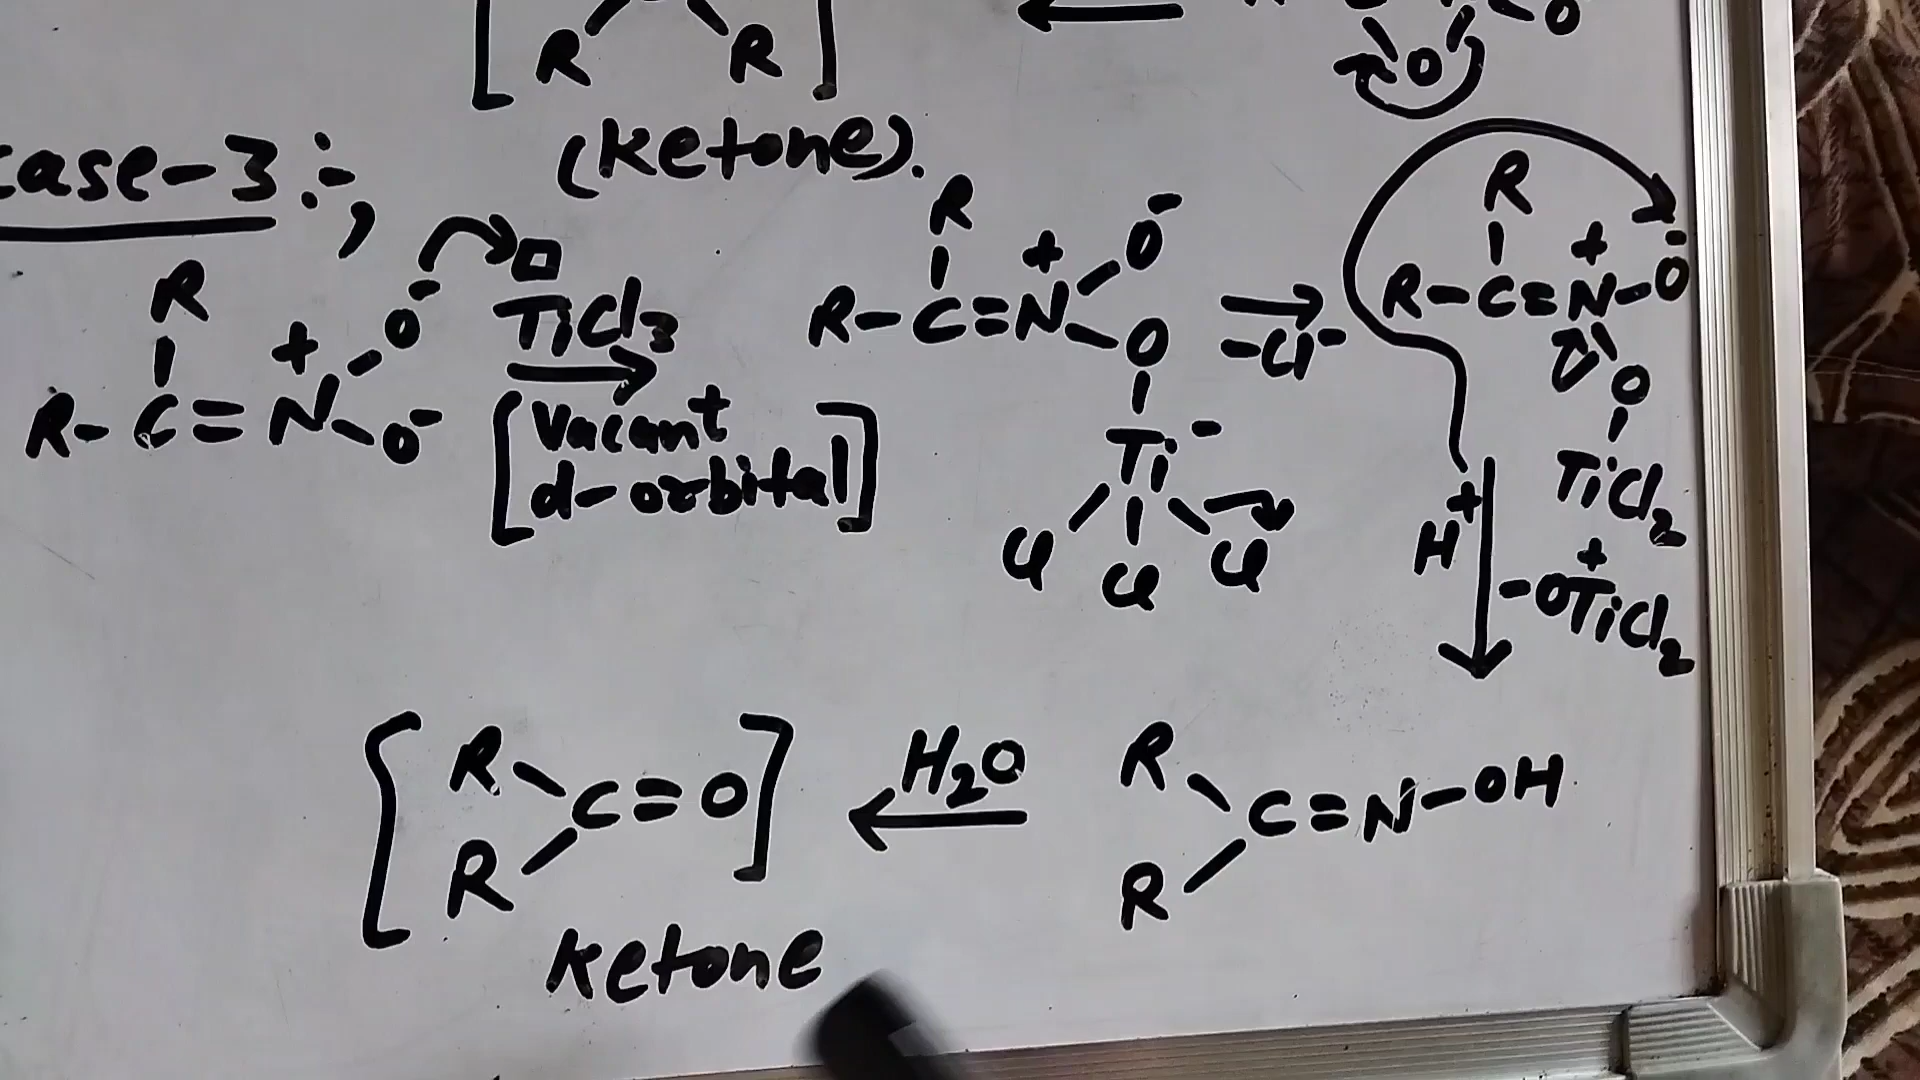 R R
O
O
(Ketone).
case-3:-,
R
R-C=N⁺-O⁻
O⁻
TiCl₃
[Vacant
d-orbital]
R
R-C=N⁺-O⁻
O
Ti⁻
Cl Cl Cl
-Cl⁻
R
R-C=N⁺-O⁻
O
TiCl₂
H⁺
-OTiCl₂⁺
R
R
C=N-OH
H₂O
[R
R
C=O]
Ketone